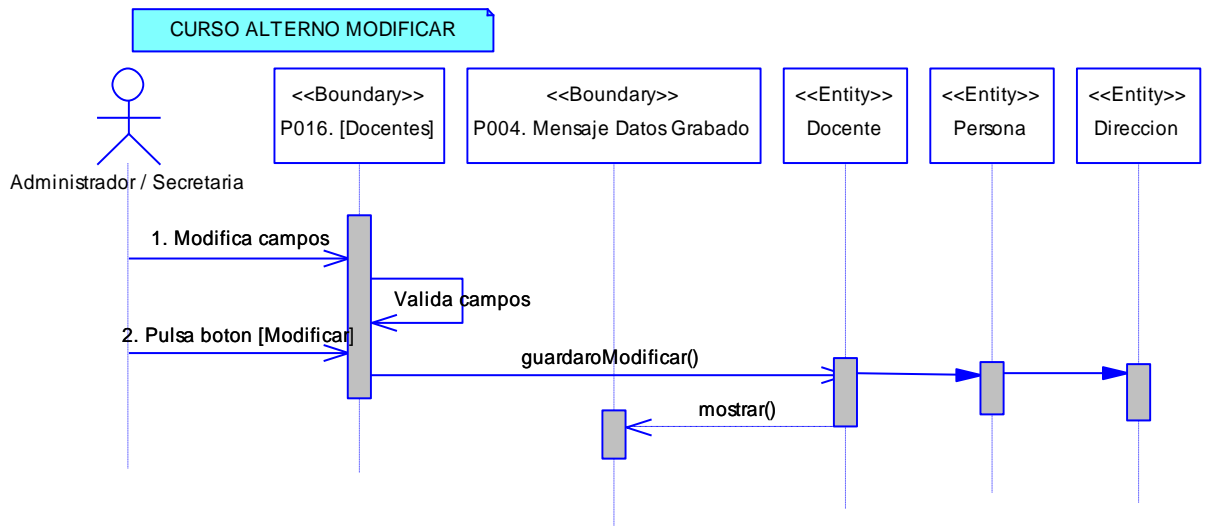 CURSO ALTERNO MODIFICAR
<<Boundary>>
P016. [Docentes]
<<Boundary>>
P004. Mensaje Datos Grabado
<<Entity>>
Docente
<<Entity>>
Persona
<<Entity>>
Direccion
Administrador / Secretaria
1. Modifica campos
Valida campos
2. Pulsa boton [Modificar]
guardaroModificar()
mostrar()